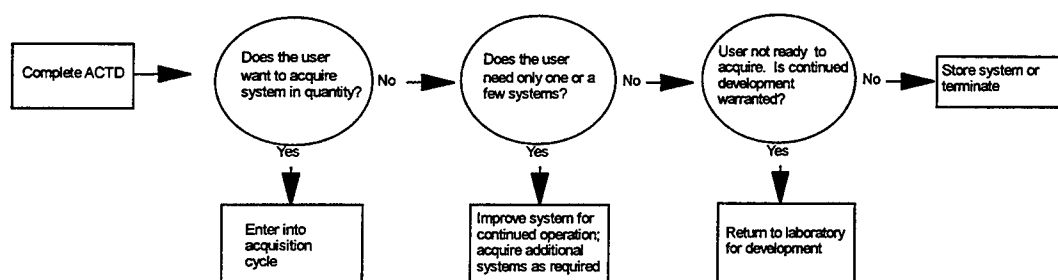 Complete ACTD
Does the user
want to acquire
system in quantity?
No
Does the user
need only one or a
few systems?
No
User not ready to
acquire. Is continued
development
warranted?
No
Store system or
terminate
Yes
Yes
Yes
Enter into
acquisition
cycle
Improve system for
continued operation;
acquire additional
systems as required
Return to laboratory
for development